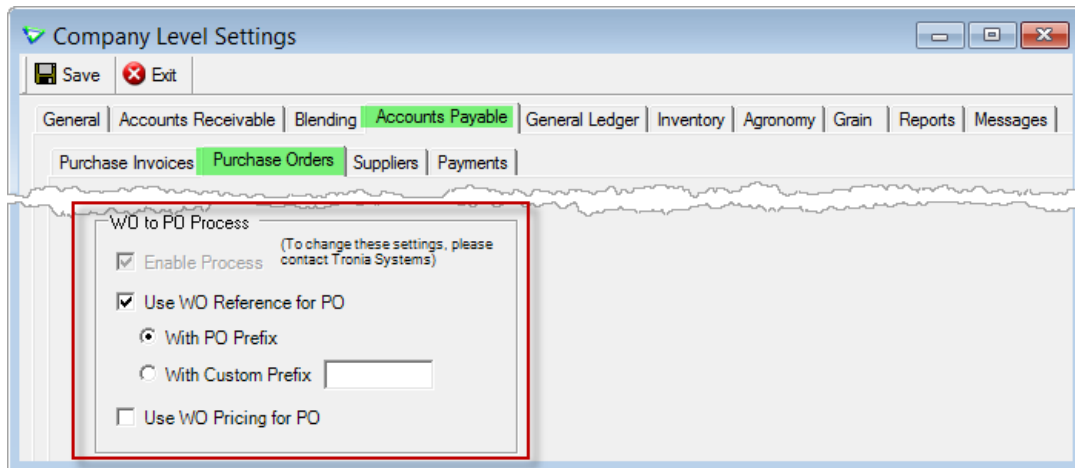 Company Level Settings
Save Exit
General Accounts Receivable Blending Accounts Payable General Ledger Inventory Agronomy Grain Reports Messages
Purchase Invoices Purchase Orders Suppliers Payments
WO to PO Process
Enable Process
(To change these settings, please
contact Tronia Systems)
Use WO Reference for PO
With PO Prefix
With Custom Prefix
Use WO Pricing for PO